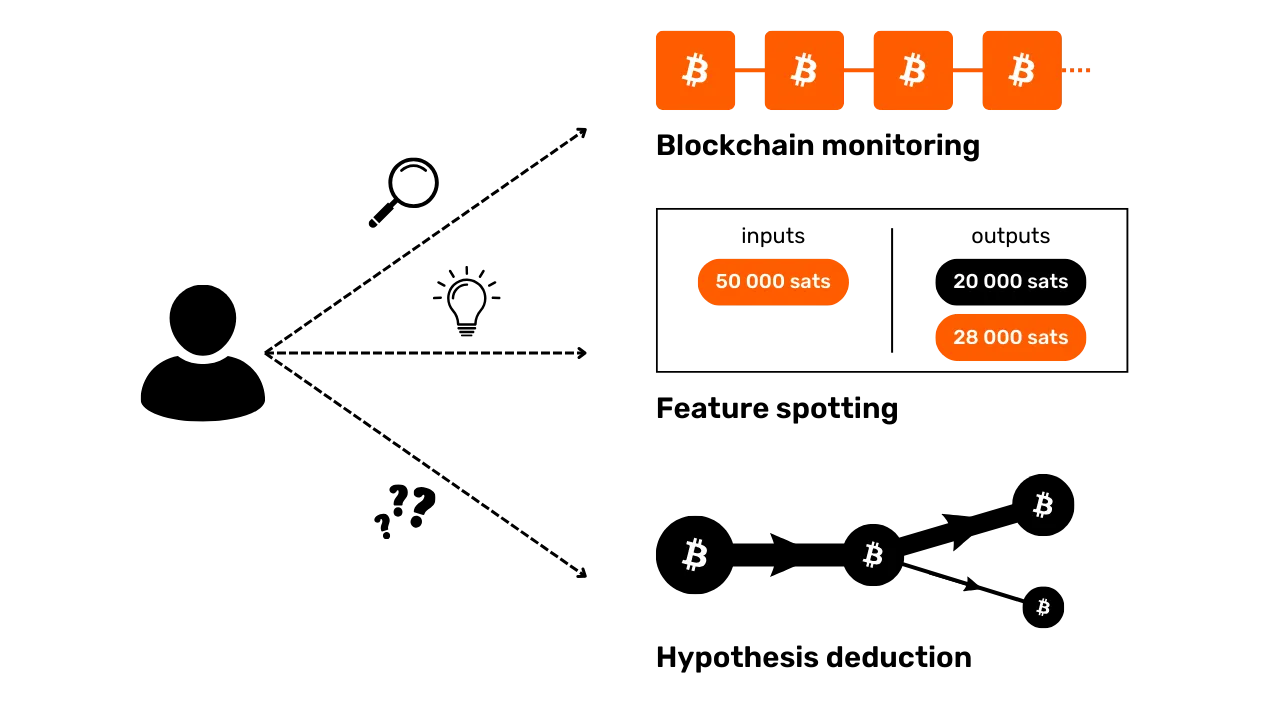 Blockchain monitoring
inputs
outputs
50 000 sats
20 000 sats
28 000 sats
Feature spotting
? ? ?
Hypothesis deduction